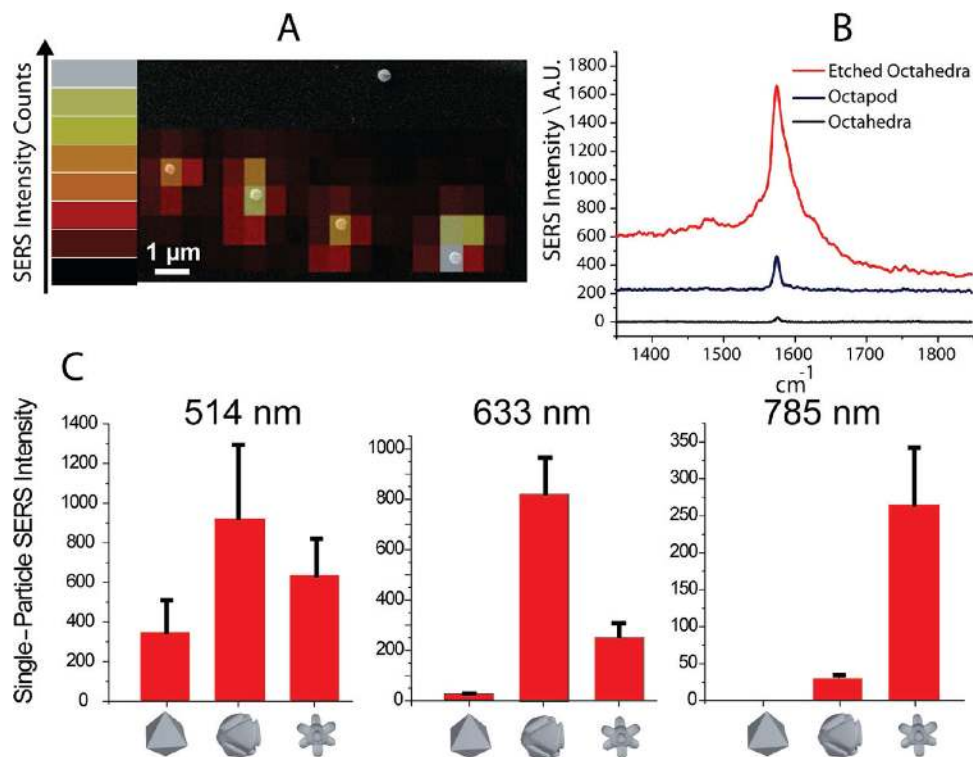 A
SERS Intensity Counts
1 µm
B
SERS Intensity \ A.U.
1800
1600
1400
1200
1000
800
600
400
200
0
Etched Octahedra
Octapod
Octahedra
1400 1500 1600 1700 1800
cm-1
C
Single-Particle SERS Intensity
514 nm
1400
1200
1000
800
600
400
200
0
633 nm
1000
800
600
400
200
0
785 nm
350
300
250
200
150
100
50
0